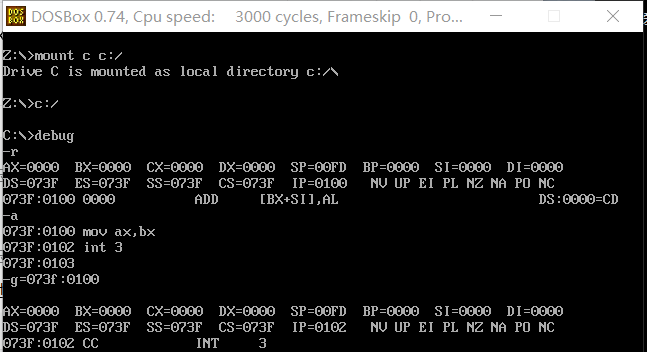 DOS
BOX
DOSBox 0.74, Cpu speed: 3000 cycles, Frameskip 0, Pro...
Z:\>mount c c:/
Drive C is mounted as local directory c:/\
Z:\>c:/
C:\>debug
-r
AX=0000 BX=0000 CX=0000 DX=0000 SP=00FD BP=0000 SI=0000 DI=0000
DS=073F ES=073F SS=073F CS=073F IP=0100 NV UP EI PL NZ NA PO NC
073F:0100 0000 ADD [BX+SI],AL DS:0000=CD
-a
073F:0100 mov ax,bx
073F:0102 int 3
073F:0103
-g=073f:0100
AX=0000 BX=0000 CX=0000 DX=0000 SP=00FD BP=0000 SI=0000 DI=0000
DS=073F ES=073F SS=073F CS=073F IP=0102 NV UP EI PL NZ NA PO NC
073F:0102 CC INT 3